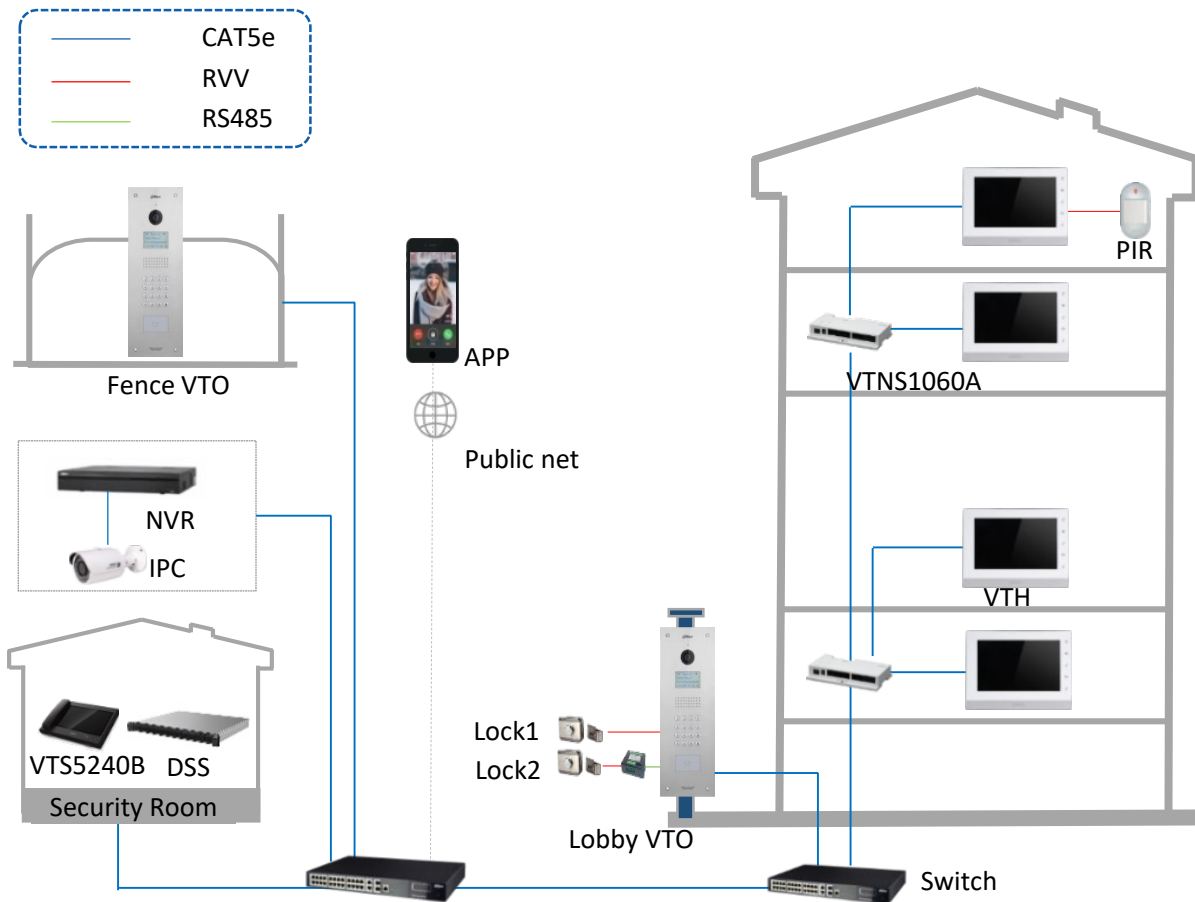 CAT5e
RVV
RS485
PIR
APP
VTNS1060A
Fence VTO
Public net
NVR
IPC
VTH
Lock1
VTS5240B
DSS
Lock2
Security Room
Lobby VTO
Switch